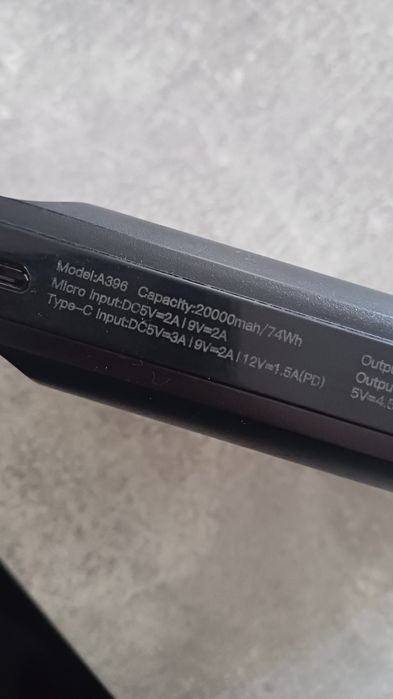 Model:A396 Capacity:20000mah/74Wh
Micro Input:DC5V=2A|9V=2A
Type-C Input:DC5V=3A|9V=2A|12V=1.5A(PD)
Outpu
Outpu
5V=4.5